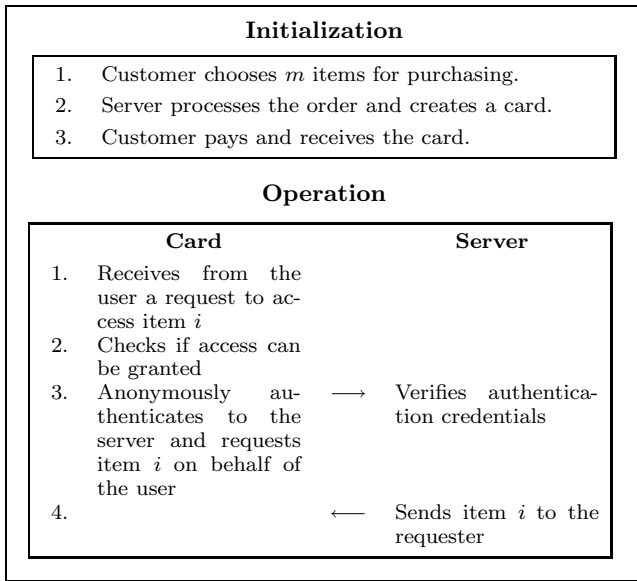 Initialization
1. Customer chooses m items for purchasing.
2. Server processes the order and creates a card.
3. Customer pays and receives the card.
Operation
Card Server
1. Receives from the
user a request to ac-
cess item i
2. Checks if access can
be granted
3. Anonymously au- ⟶ Verifies authentica-
thenticates to the tion credentials
server and requests
item i on behalf of
the user
4. ⟵ Sends item i to the
requester